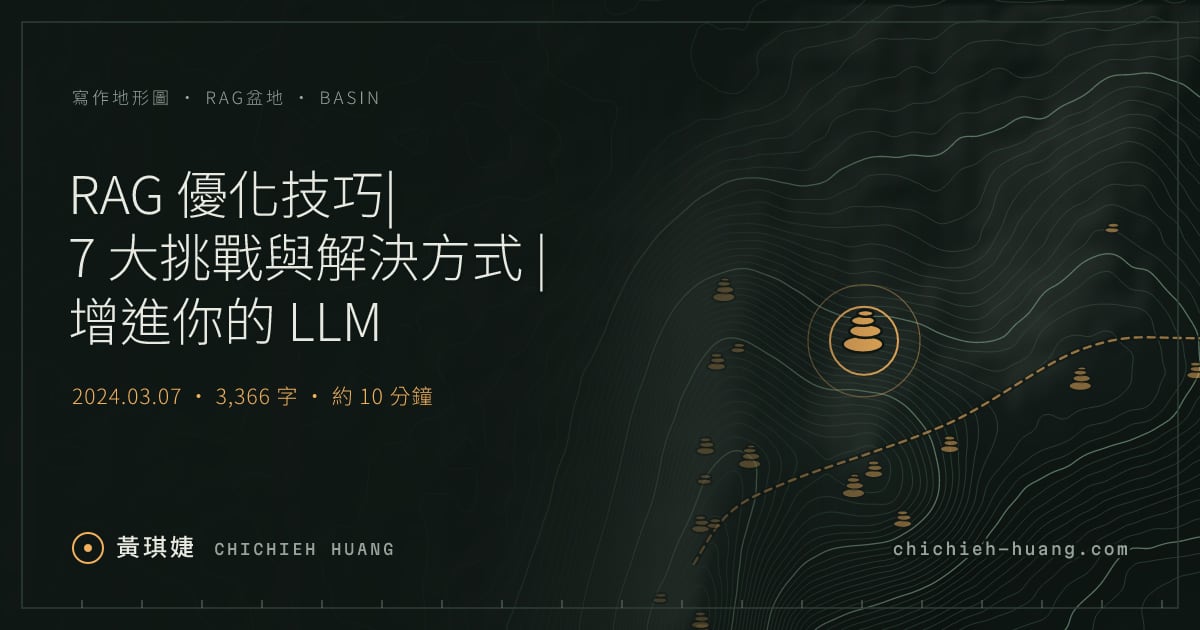 寫作地形圖 · RAG盆地 · BASIN
RAG 優化技巧|
7 大挑戰與解決方式 |
增進你的 LLM
2024.03.07 · 3,366 字 · 約 10 分鐘
黃琪婕 CHICHIEH HUANG
chichieh-huang.com